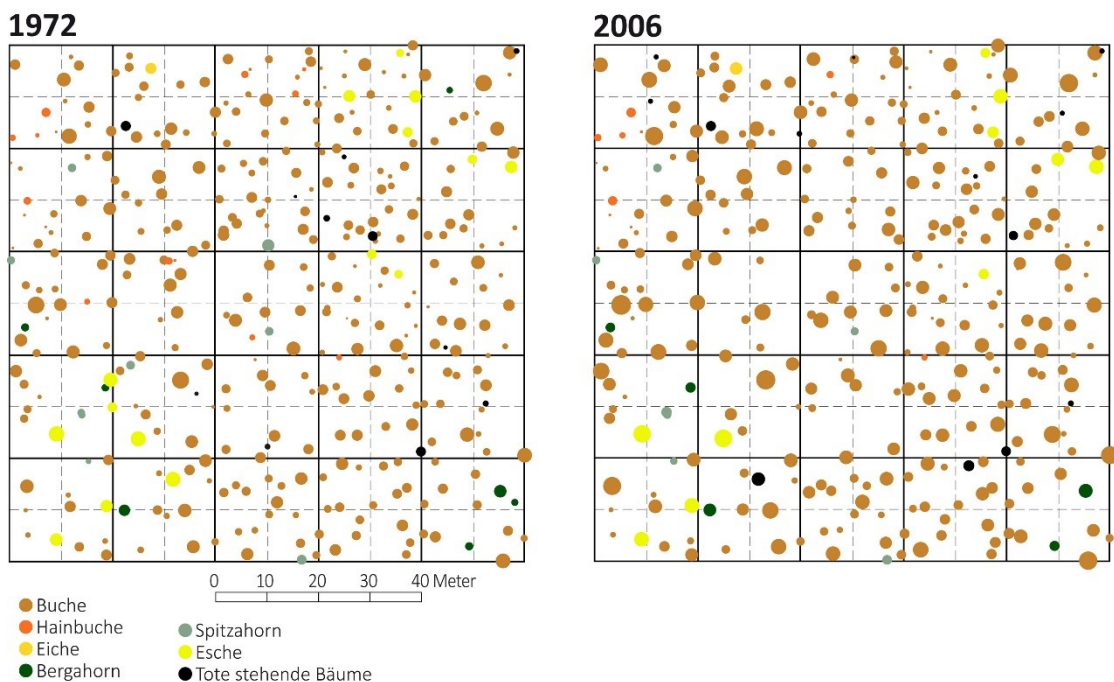 1972
2006
0 10 20 30 40 Meter
Buche
Hainbuche
Eiche
Bergahorn
Spitzahorn
Esche
Tote stehende Bäume